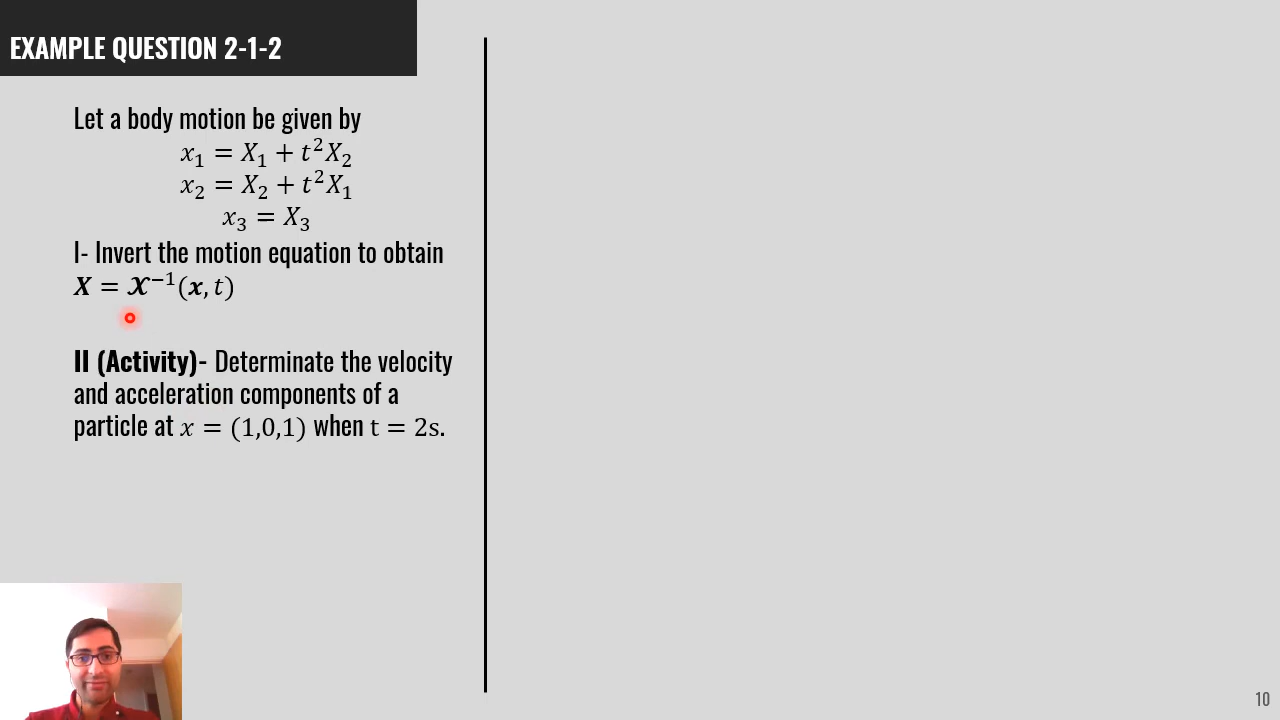 EXAMPLE QUESTION 2-1-2
Let a body motion be given by
𝑥₁ = 𝑋₁ + 𝑡²𝑋₂
𝑥₂ = 𝑋₂ + 𝑡²𝑋₁
𝑥₃ = 𝑋₃
I- Invert the motion equation to obtain
𝑿 = 𝓧⁻¹(𝒙, 𝑡)
II (Activity)- Determinate the velocity
and acceleration components of a
particle at 𝑥 = (1,0,1) when t = 2s.
10